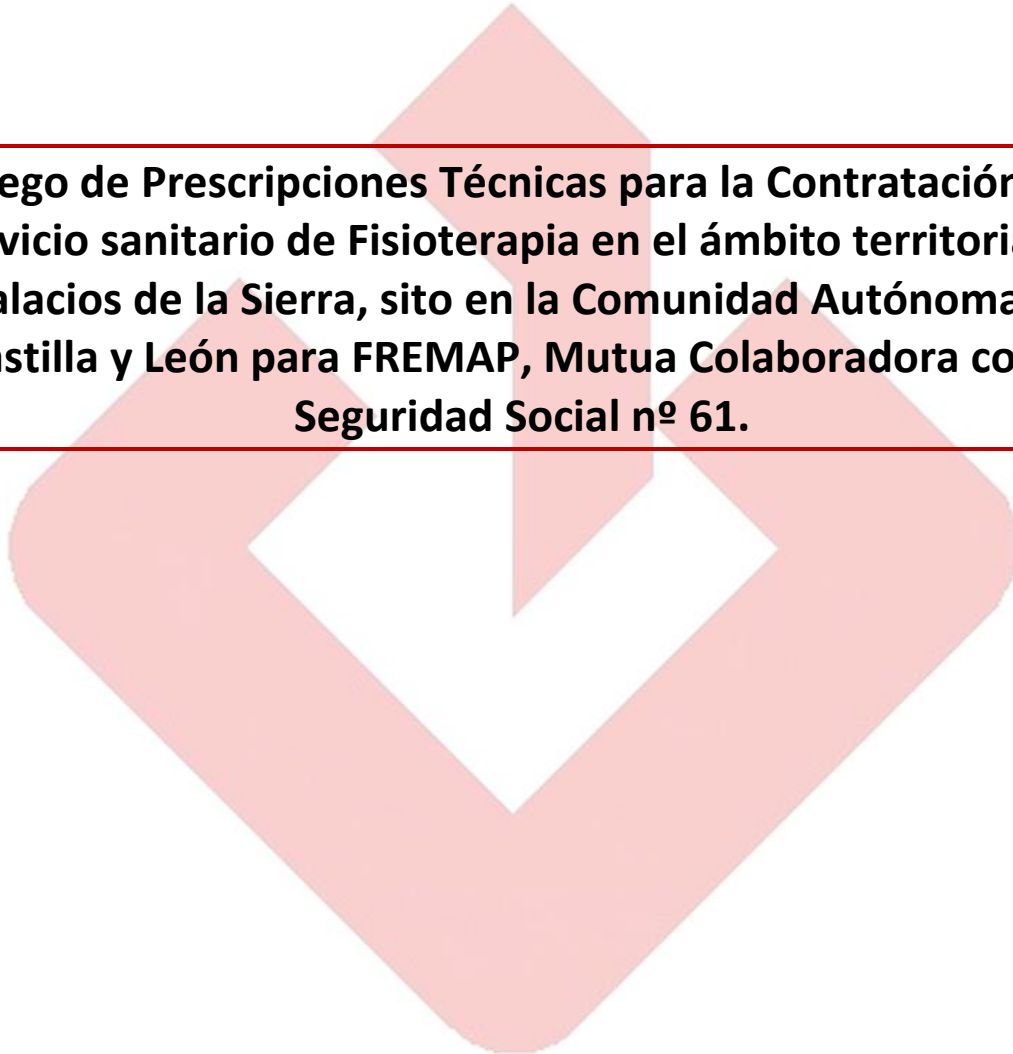 ego de Prescripciones Técnicas para la Contratación
vicio sanitario de Fisioterapia en el ámbito territoria
alacios de la Sierra, sito en la Comunidad Autónoma
stilla y León para FREMAP, Mutua Colaboradora co
Seguridad Social nº 61.